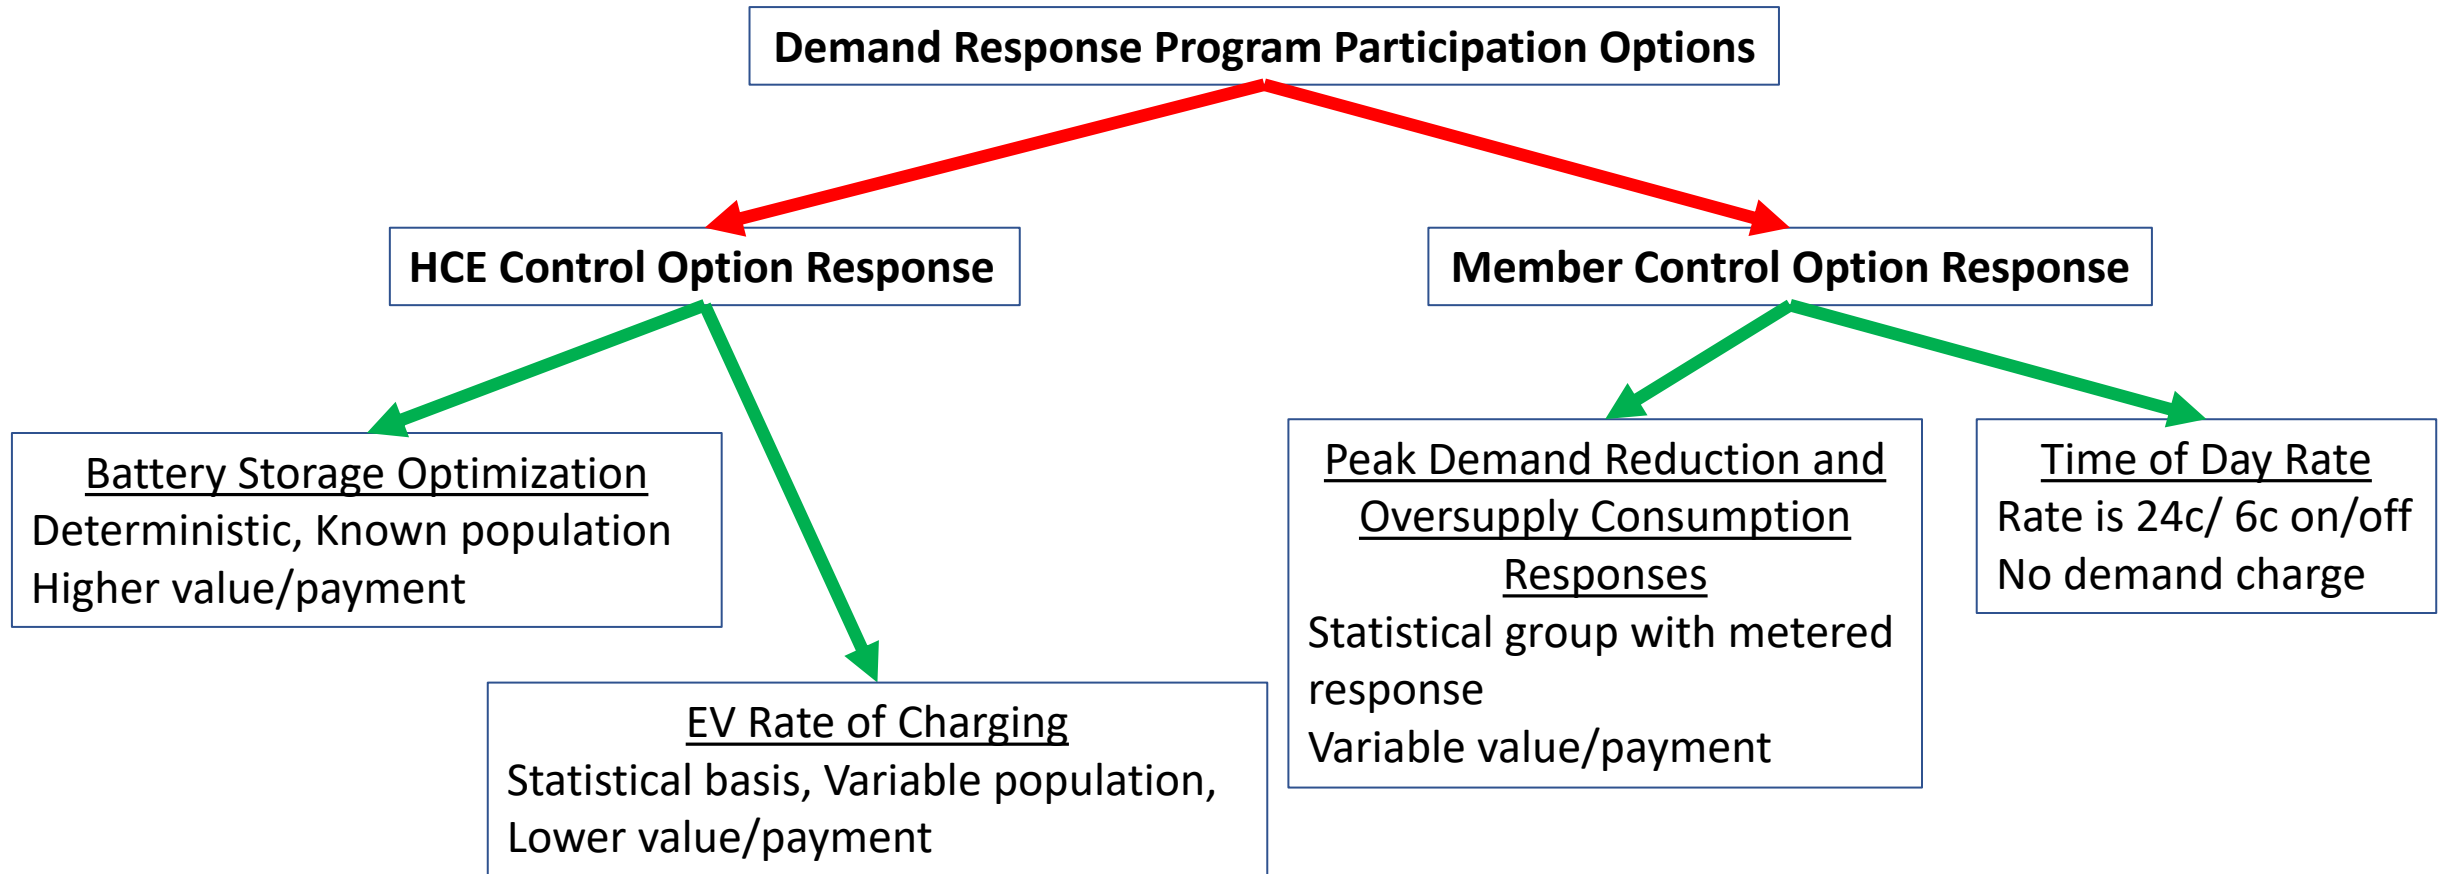 Demand Response Program Participation Options
HCE Control Option Response
Member Control Option Response
Battery Storage Optimization
Deterministic, Known population
Higher value/payment
EV Rate of Charging
Statistical basis, Variable population,
Lower value/payment
Peak Demand Reduction and
Oversupply Consumption
Responses
Statistical group with metered
response
Variable value/payment
Time of Day Rate
Rate is 24c/ 6c on/off
No demand charge